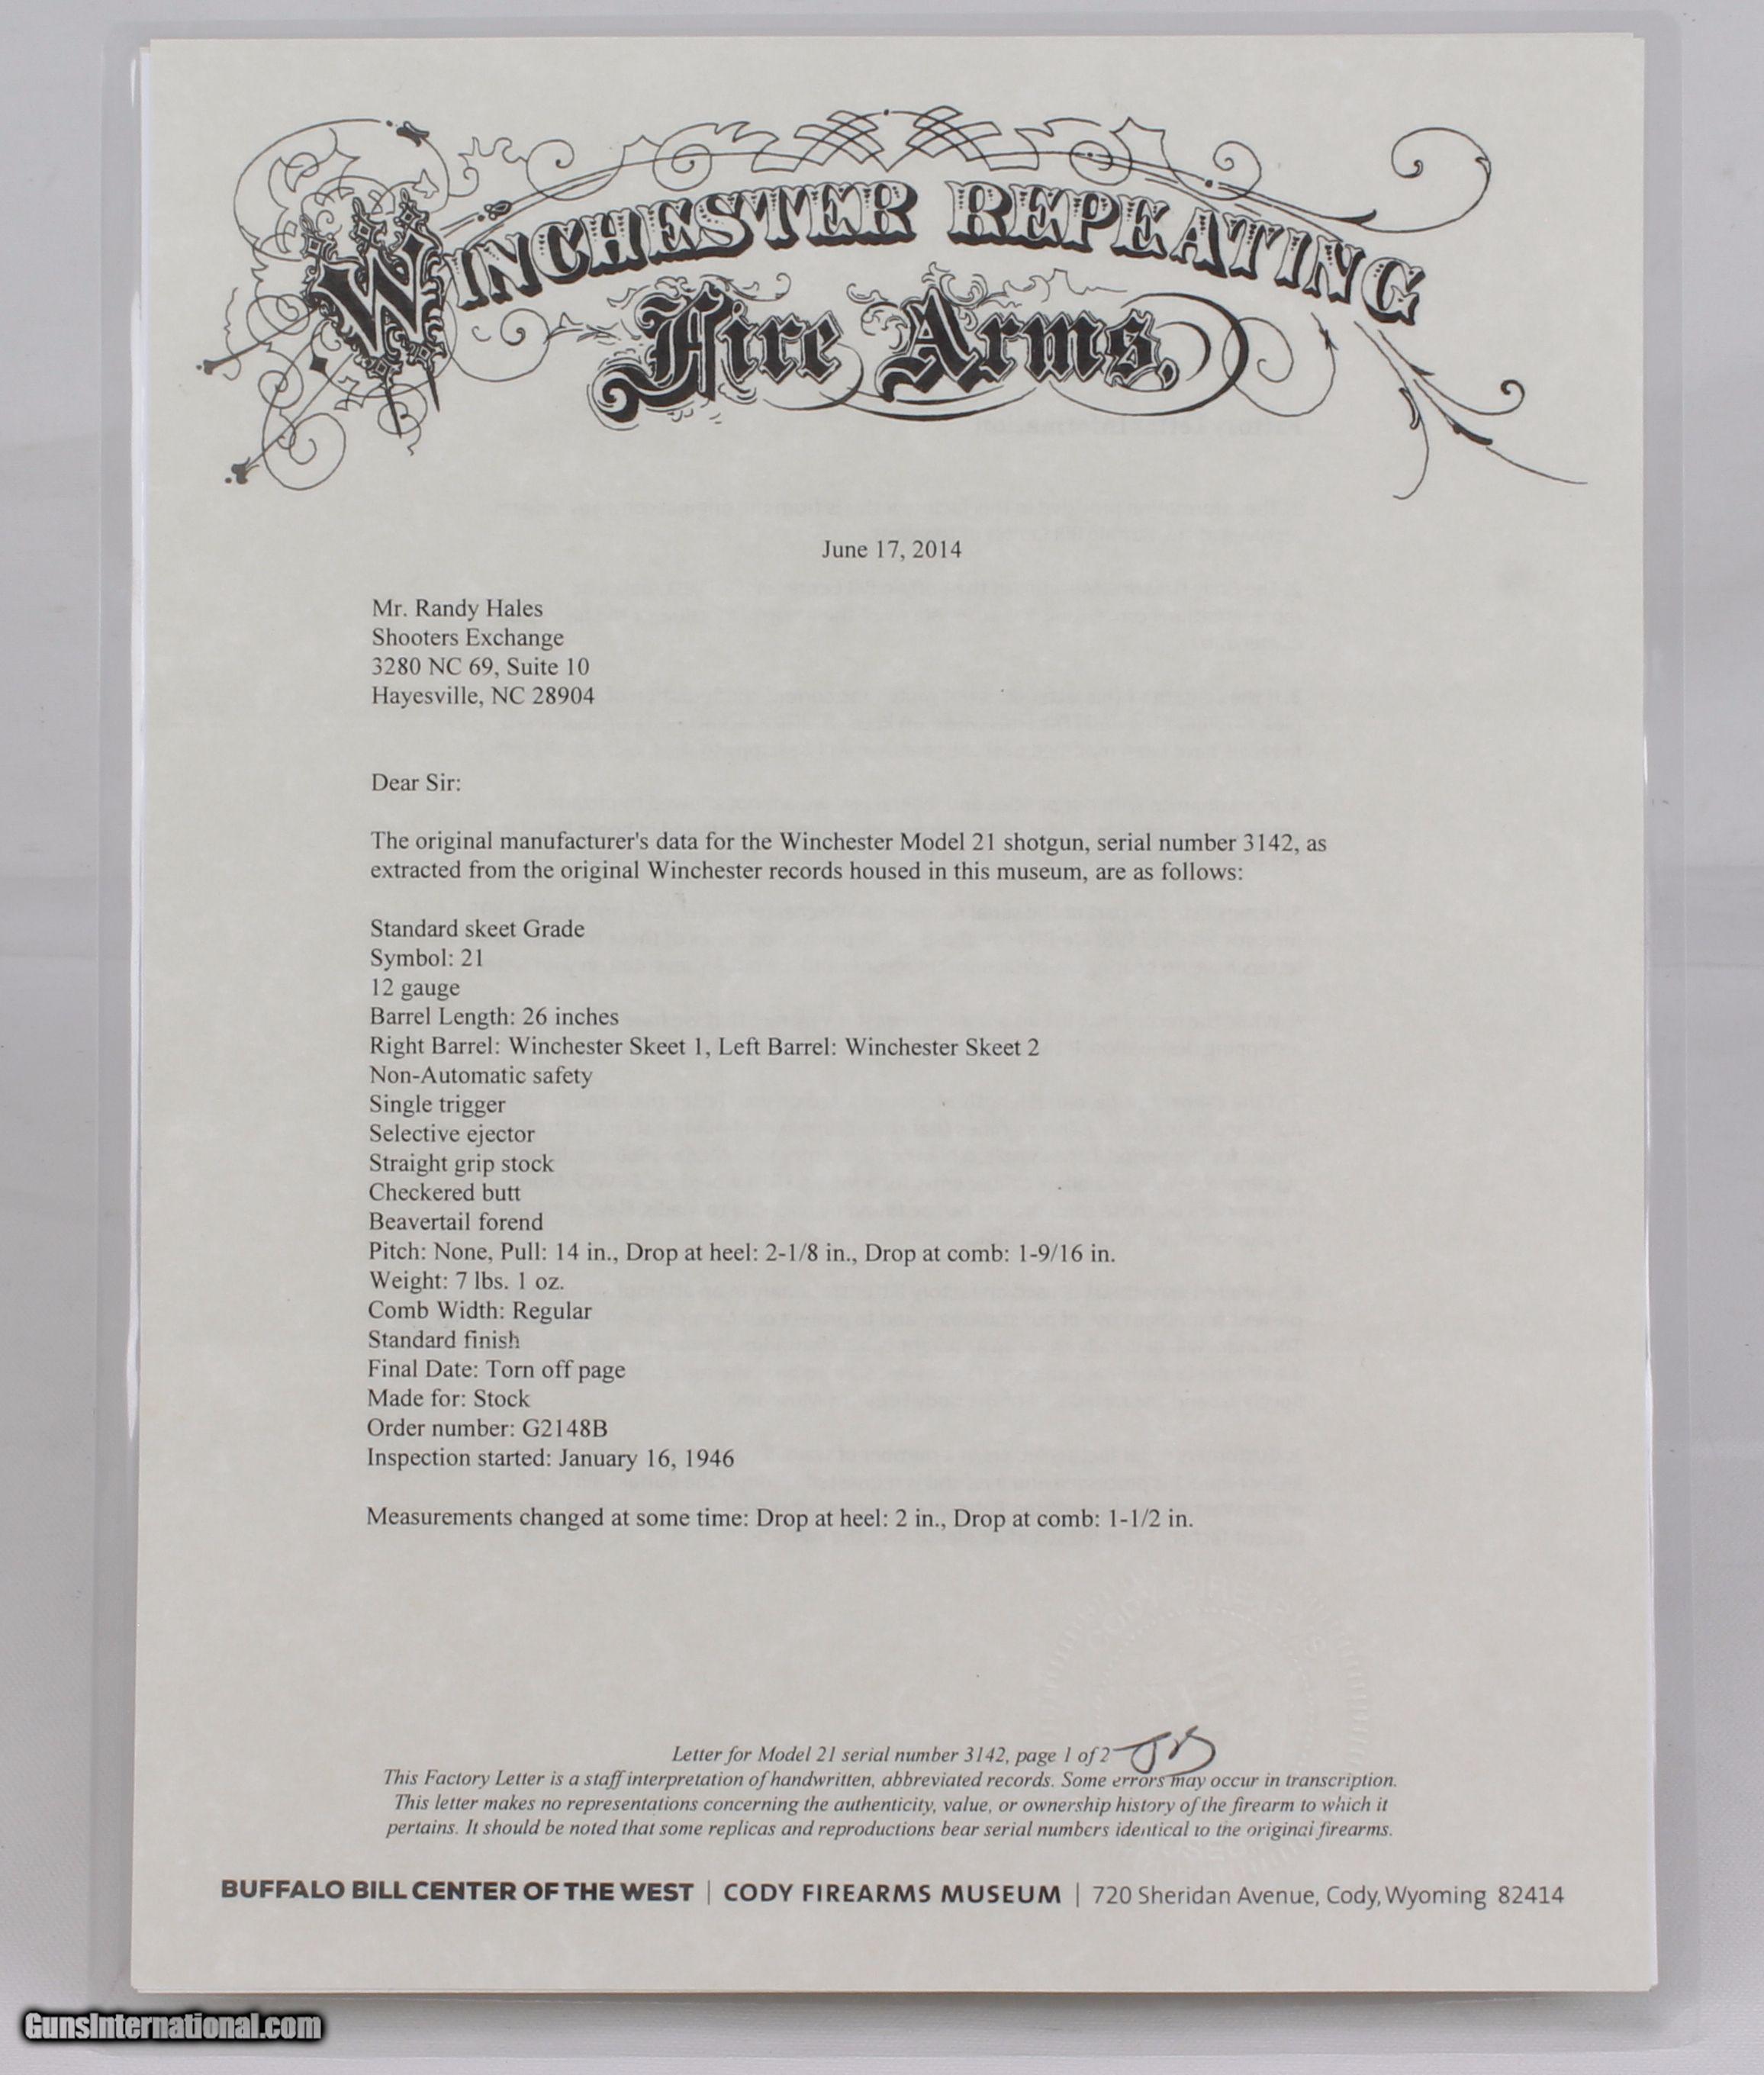 WINCHESTER REPEATING
Fire Arms,
June 17, 2014
Mr. Randy Hales
Shooters Exchange
3280 NC 69, Suite 10
Hayesville, NC 28904
Dear Sir:
The original manufacturer's data for the Winchester Model 21 shotgun, serial number 3142, as
extracted from the original Winchester records housed in this museum, are as follows:
Standard skeet Grade
Symbol: 21
12 gauge
Barrel Length: 26 inches
Right Barrel: Winchester Skeet 1, Left Barrel: Winchester Skeet 2
Non-Automatic safety
Single trigger
Selective ejector
Straight grip stock
Checkered butt
Beavertail forend
Pitch: None, Pull: 14 in., Drop at heel: 2-1/8 in., Drop at comb: 1-9/16 in.
Weight: 7 lbs. 1 oz.
Comb Width: Regular
Standard finish
Final Date: Torn off page
Made for: Stock
Order number: G2148B
Inspection started: January 16, 1946
Measurements changed at some time: Drop at heel: 2 in., Drop at comb: 1-1/2 in.
Letter for Model 21 serial number 3142, page 1 of 2
This Factory Letter is a staff interpretation of handwritten, abbreviated records. Some errors may occur in transcription.
This letter makes no representations concerning the authenticity, value, or ownership history of the firearm to which it
pertains. It should be noted that some replicas and reproductions bear serial numbers identical to the original firearms.
BUFFALO BILL CENTER OF THE WEST | CODY FIREARMS MUSEUM | 720 Sheridan Avenue, Cody, Wyoming 82414
GunsInternational.com